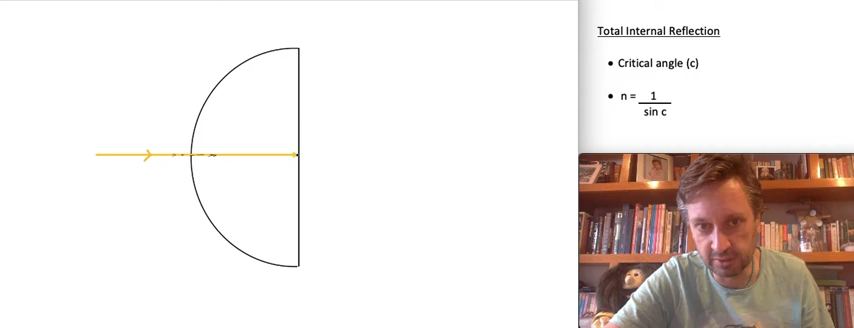 Total Internal Reflection
• Critical angle (c)
• n = 1
sin c